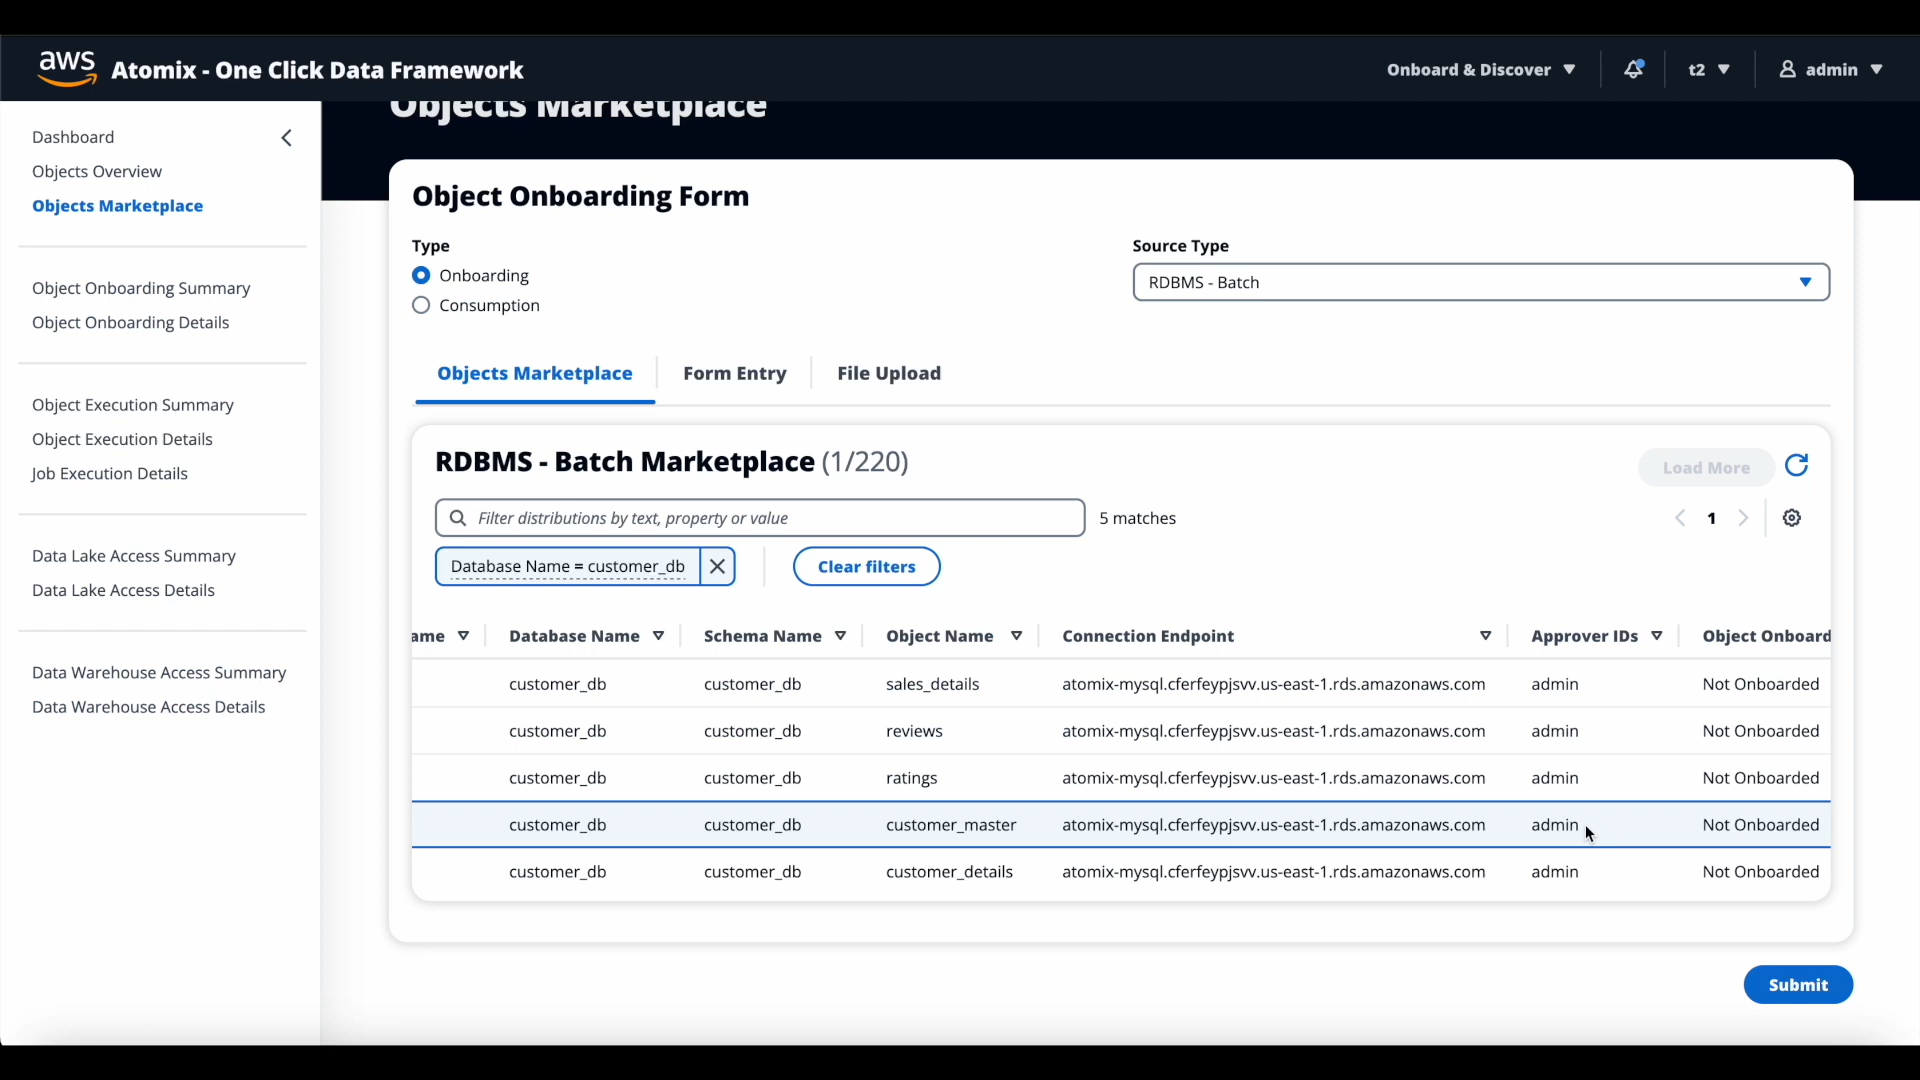 aws
Atomix - One Click Data Framework
Onboard & Discover
t2
admin
Objects Marketplace
Dashboard
Objects Overview
Objects Marketplace
Object Onboarding Summary
Object Onboarding Details
Object Execution Summary
Object Execution Details
Job Execution Details
Data Lake Access Summary
Data Lake Access Details
Data Warehouse Access Summary
Data Warehouse Access Details
Object Onboarding Form
Type
Onboarding
Consumption
Source Type
RDBMS - Batch
Objects Marketplace Form Entry File Upload
RDBMS - Batch Marketplace (1/220)
Load More
Filter distributions by text, property or value
5 matches
1
Database Name = customer_db
Clear filters
ame Database Name Schema Name Object Name Connection Endpoint Approver IDs Object Onboard
customer_db customer_db sales_details atomix-mysql.cferfeypjsvv.us-east-1.rds.amazonaws.com admin Not Onboarded
customer_db customer_db reviews atomix-mysql.cferfeypjsvv.us-east-1.rds.amazonaws.com admin Not Onboarded
customer_db customer_db ratings atomix-mysql.cferfeypjsvv.us-east-1.rds.amazonaws.com admin Not Onboarded
customer_db customer_db customer_master atomix-mysql.cferfeypjsvv.us-east-1.rds.amazonaws.com admin Not Onboarded
customer_db customer_db customer_details atomix-mysql.cferfeypjsvv.us-east-1.rds.amazonaws.com admin Not Onboarded
Submit